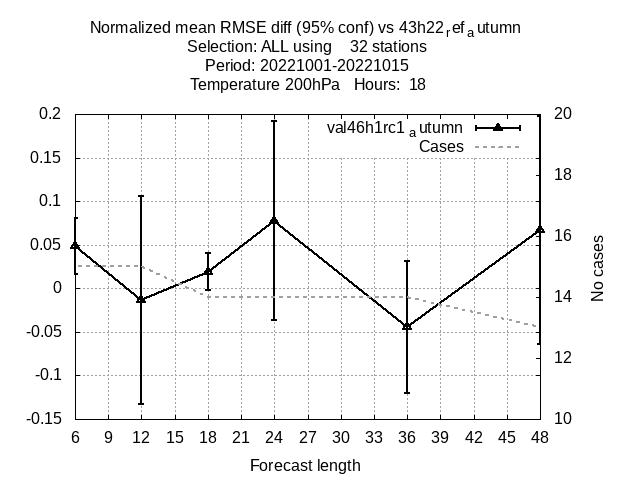 Normalized mean RMSE diff (95% conf) vs 43h22refautumn
Selection: ALL using 32 stations
Period: 20221001-20221015
Temperature 200hPa Hours: 18
val46h1rc1autumn
Cases
0.2
0.15
0.1
0.05
0
-0.05
-0.1
-0.15
20
18
16
14
12
10
No cases
6 9 12 15 18 21 24 27 30 33 36 39 42 45 48
Forecast length